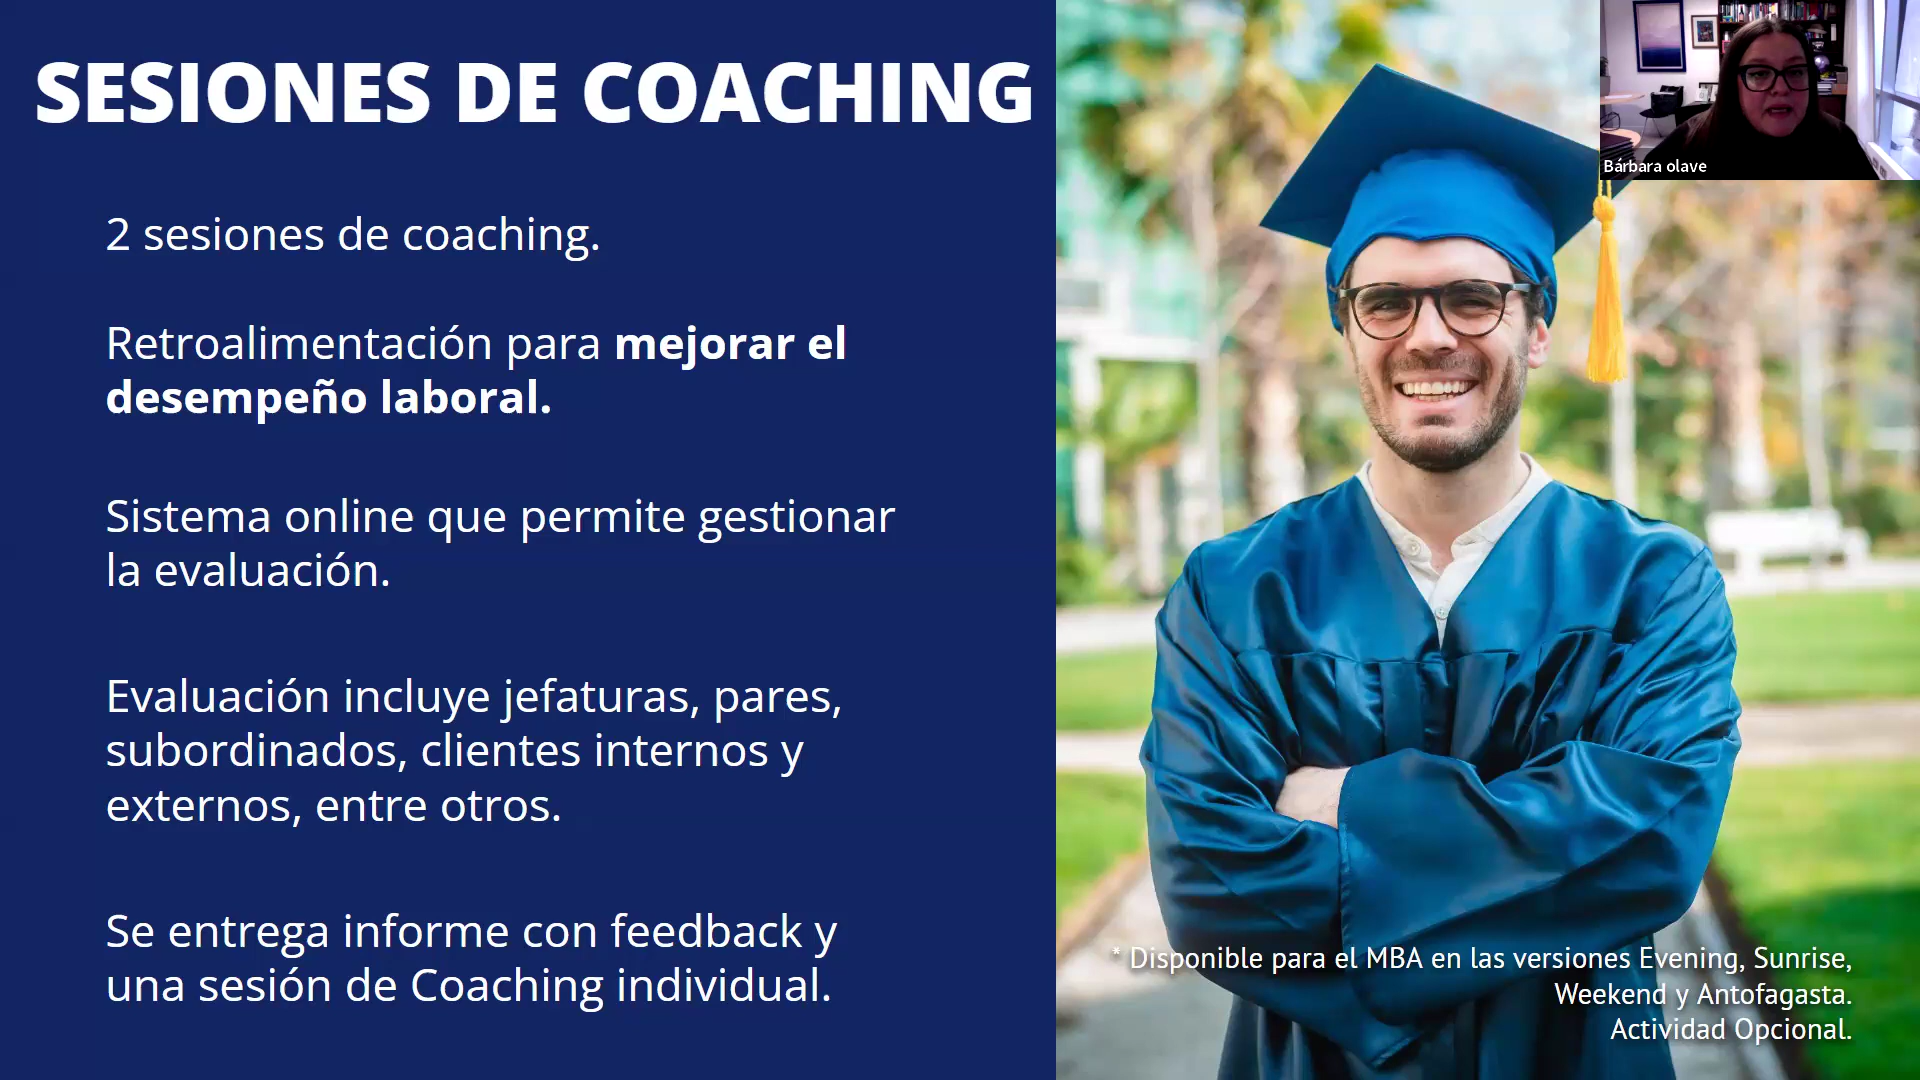 SESIONES DE COACHING
2 sesiones de coaching.
Retroalimentación para mejorar el
desempeño laboral.
Sistema online que permite gestionar
la evaluación.
Evaluación incluye jefaturas, pares,
subordinados, clientes internos y
externos, entre otros.
Se entrega informe con feedback y
una sesión de Coaching individual.
Bárbara olave
* Disponible para el MBA en las versiones Evening, Sunrise,
Weekend y Antofagasta.
Actividad Opcional.